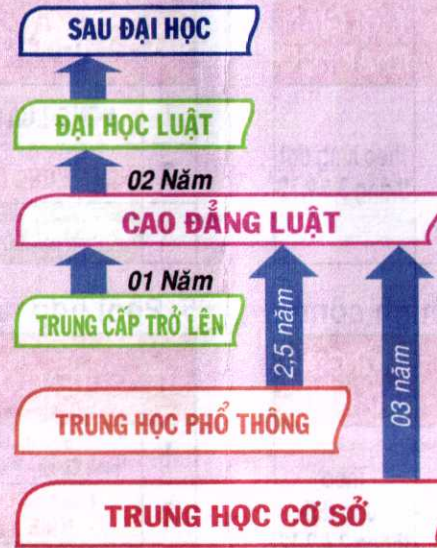 SAU ĐẠI HỌC
ĐẠI HỌC LUẬT
02 Năm
CAO ĐẲNG LUẬT
01 Năm
TRUNG CẤP TRỞ LÊN
2,5 năm
03 năm
TRUNG HỌC PHỔ THÔNG
TRUNG HỌC CƠ SỞ